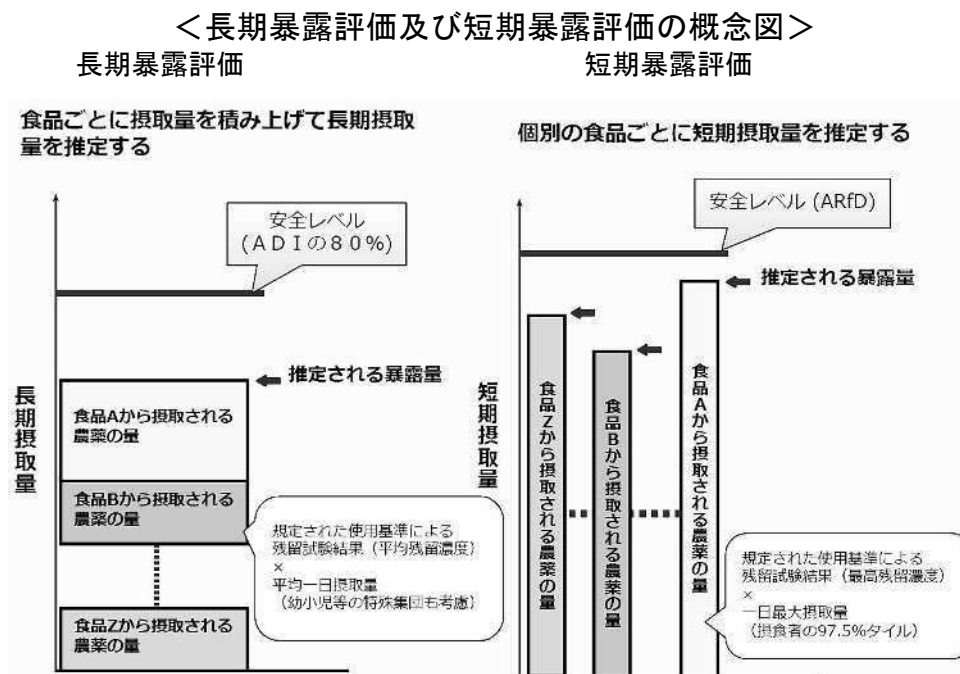 ＜長期暴露評価及び短期暴露評価の概念図＞
長期暴露評価
短期暴露評価
食品ごとに摂取量を積み上げて長期摂取
量を推定する
安全レベル
(ＡＤＩの８０%)
長期摂取量
推定される暴露量
食品Aから摂取される
農薬の量
食品Bから摂取される
農薬の量
食品Zから摂取される
農薬の量
規定された使用基準による
残留試験結果（平均残留濃度）
×
平均一日摂取量
（幼小児等の特殊集団も考慮）
個別の食品ごとに短期摂取量を推定する
安全レベル (ARfD)
推定される暴露量
短期摂取量
食品Zから摂取される農薬の量
食品Bから摂取される農薬の量
食品Aから摂取される農薬の量
規定された使用基準による
残留試験結果（最高残留濃度）
×
一日最大摂取量
（摂食者の97.5%タイル）